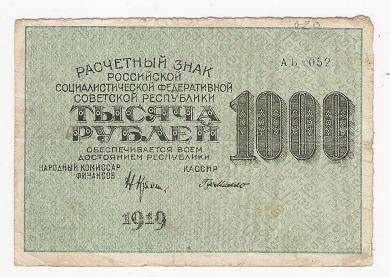 РАСЧЕТНЫЙ ЗНАК
РОССИЙСКОЙ
СОЦИАЛИСТИЧЕСКОЙ ФЕДЕРАТИВНОЙ
СОВЕТСКОЙ РЕСПУБЛИКИ
АБ 052
ТЫСЯЧА
РУБЛЕЙ
1000
ОБЕСПЕЧИВАЕТСЯ ВСЕМ
ДОСТОЯНИЕМ РЕСПУБЛИКИ
НАРОДНЫЙ КОМИССАР
ФИНАНСОВ
КАССИР
1919